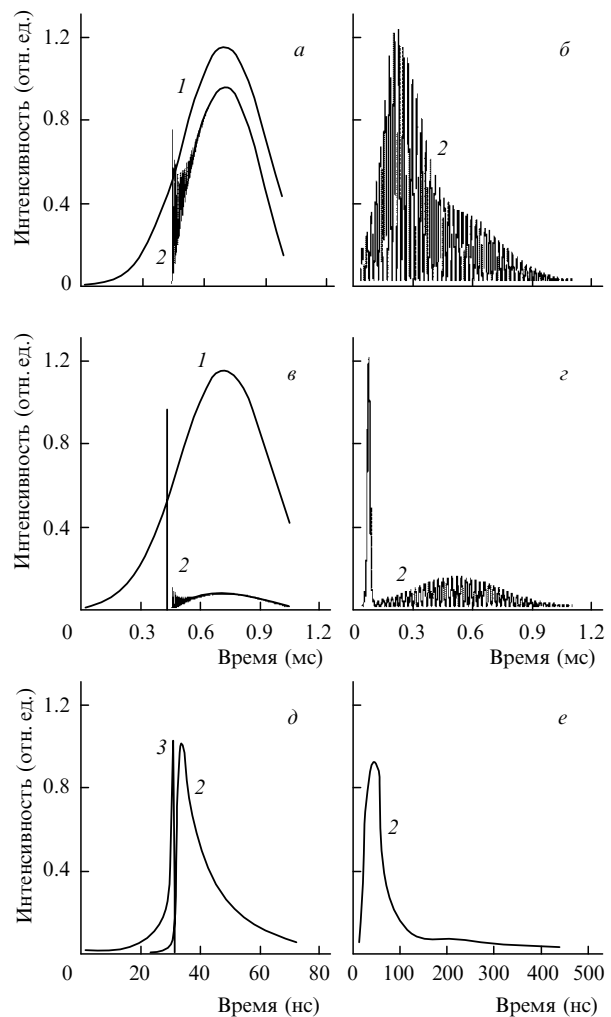 Интенсивность (отн. ед.)
1.2
0.8
0.4
0
а
1
2
б
2
Интенсивность (отн. ед.)
1.2
0.8
0.4
в
1
2
г
2
0 0.3 0.6 0.9 1.2 0 0.3 0.6 0.9 1.2
Время (мс) Время (мс)
Интенсивность (отн. ед.)
1.2
0.8
0.4
д
3
2
е
2
0 20 40 60 80 0 100 200 300 400 500
Время (нс) Время (нс)